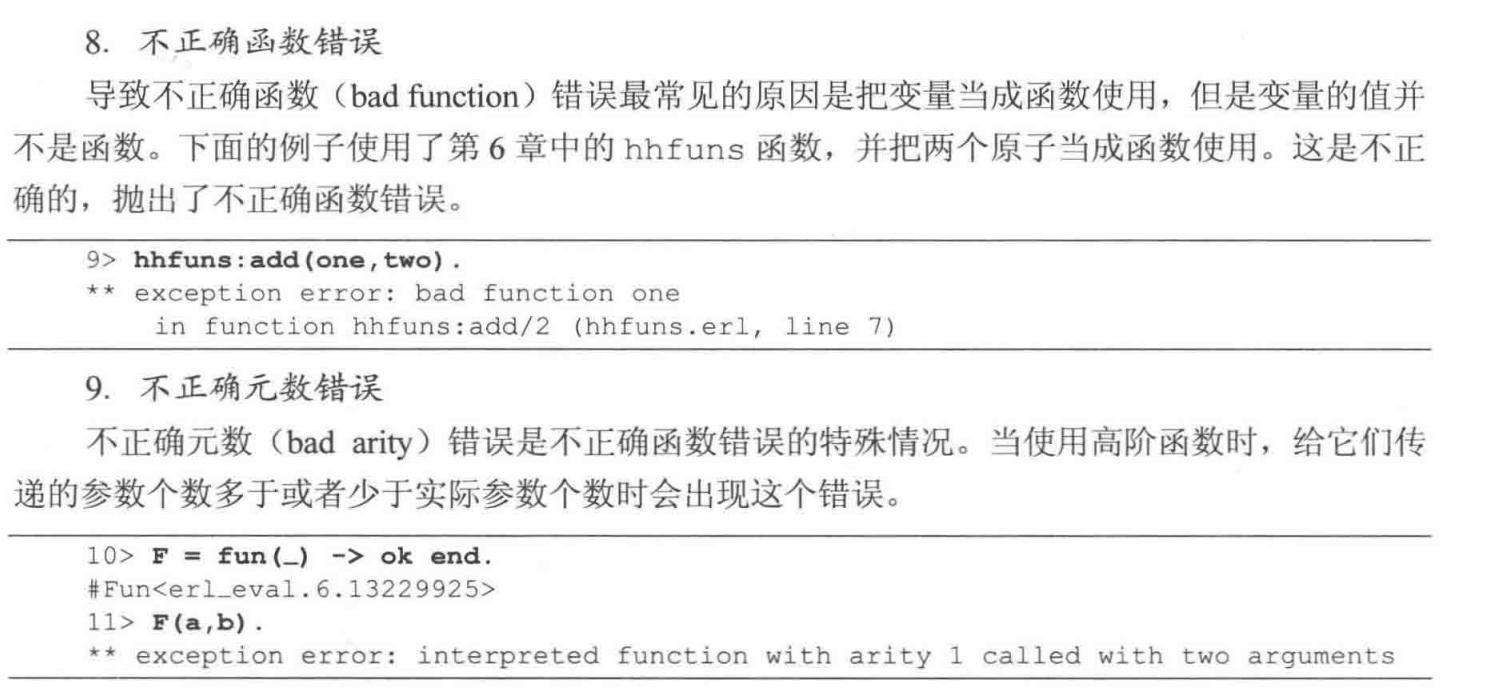 8. 不正确函数错误
导致不正确函数（bad function）错误最常见的原因是把变量当成函数使用，但是变量的值并
不是函数。下面的例子使用了第 6 章中的 hhfuns 函数，并把两个原子当成函数使用。这是不正
确的，抛出了不正确函数错误。
9> hhfuns:add(one,two).
** exception error: bad function one
in function hhfuns:add/2 (hhfuns.erl, line 7)
9. 不正确元数错误
不正确元数（bad arity）错误是不正确函数错误的特殊情况。当使用高阶函数时，给它们传
递的参数个数多于或者少于实际参数个数时会出现这个错误。
10> F = fun(_) -> ok end.
#Fun<erl_eval.6.13229925>
11> F(a,b).
** exception error: interpreted function with arity 1 called with two arguments